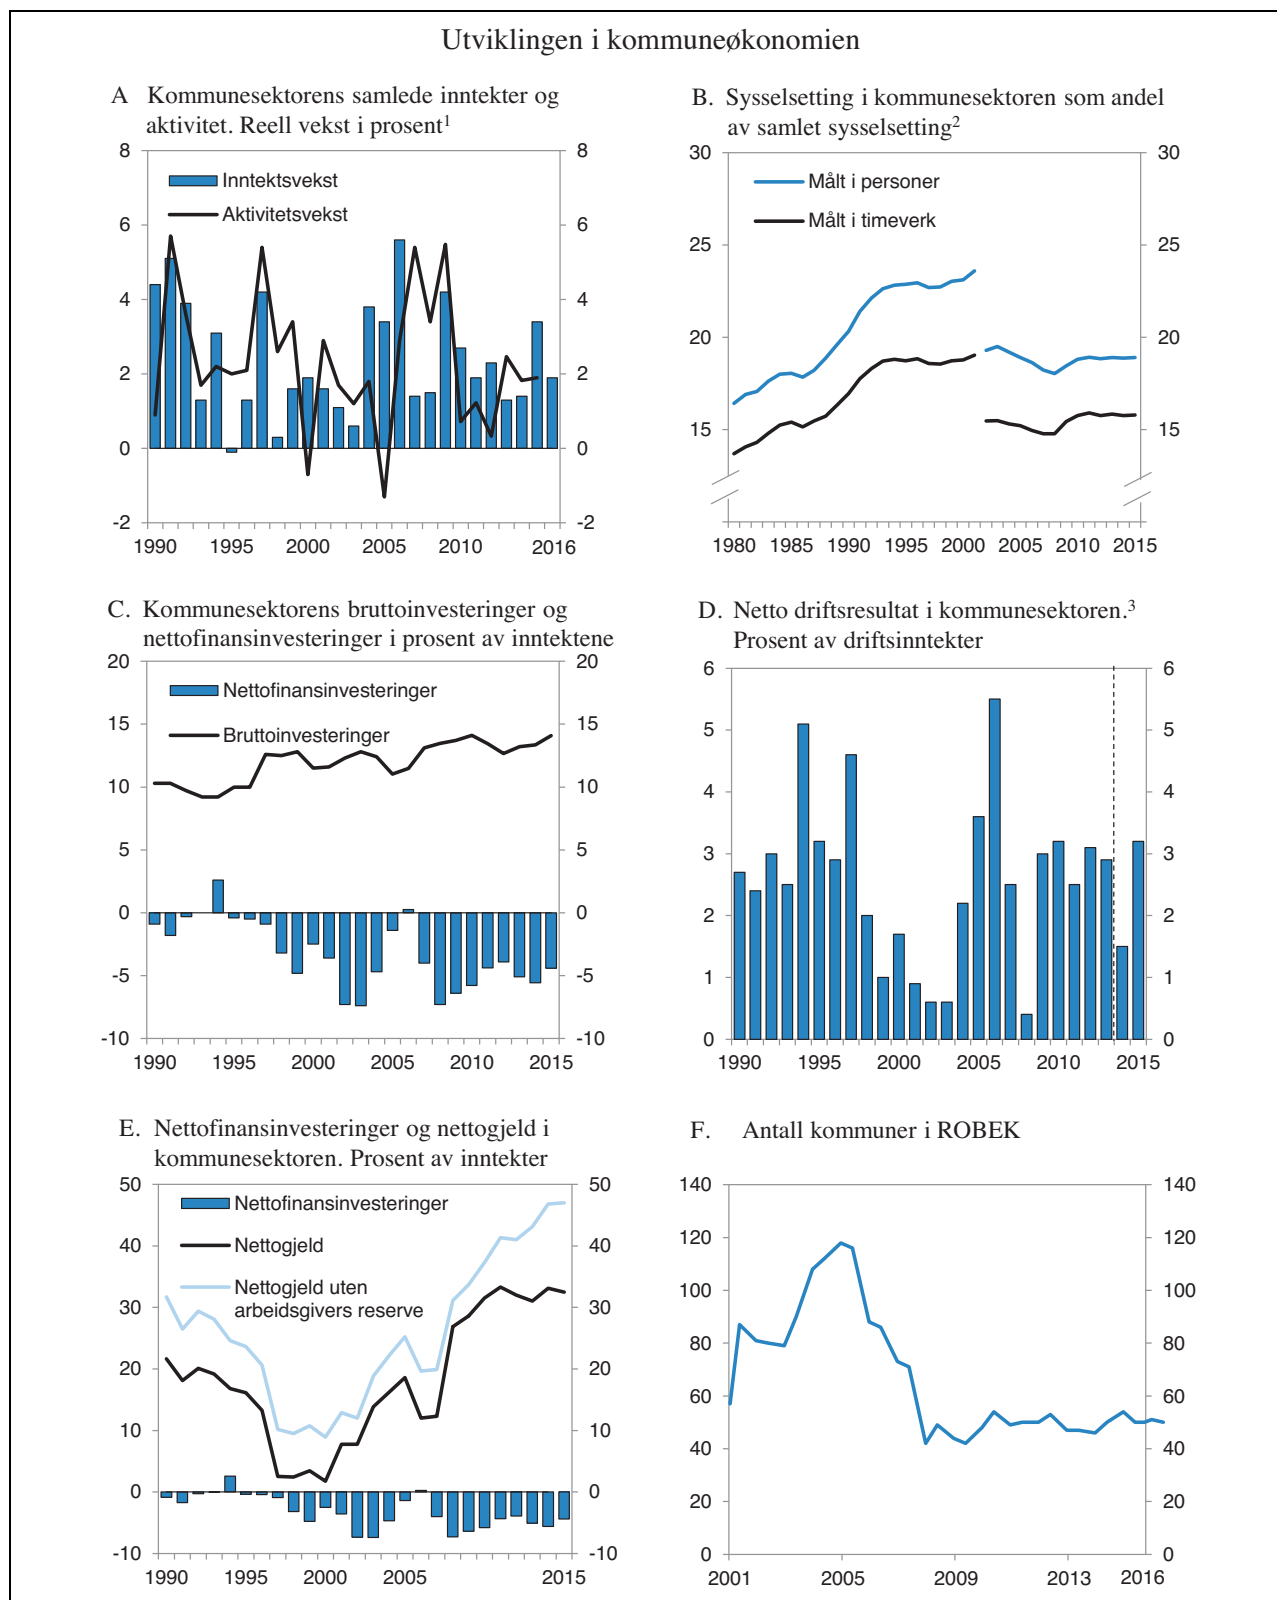 Utviklingen i kommuneøkonomien
A Kommunesektorens samlede inntekter og
aktivitet. Reell vekst i prosent¹
8 8
Inntektsvekst
Aktivitetsvekst
6 6
4 4
2 2
0 0
-2 -2
1990 1995 2000 2005 2010 2016
B. Sysselsetting i kommunesektoren som andel
av samlet sysselsetting²
30 30
Målt i personer
Målt i timeverk
25 25
20 20
15 15
1980 1985 1990 1995 2000 2005 2010 2015
C. Kommunesektorens bruttoinvesteringer og
nettofinansinvesteringer i prosent av inntektene
20 20
Nettofinansinvesteringer
15 15
Bruttoinvesteringer
10 10
5 5
0 0
-5 -5
-10 -10
1990 1995 2000 2005 2010 2015
D. Netto driftsresultat i kommunesektoren.³
Prosent av driftsinntekter
6 6
5 5
4 4
3 3
2 2
1 1
0 0
1990 1995 2000 2005 2010 2015
E. Nettofinansinvesteringer og nettogjeld i
kommunesektoren. Prosent av inntekter
50 50
Nettofinansinvesteringer
40 40
Nettogjeld
Nettogjeld uten
arbeidsgivers reserve
30 30
20 20
10 10
0 0
-10 -10
1990 1995 2000 2005 2015
F. Antall kommuner i ROBEK
140 140
120 120
100 100
80 80
60 60
40 40
20 20
0 0
2001 2005 2009 2013 2016